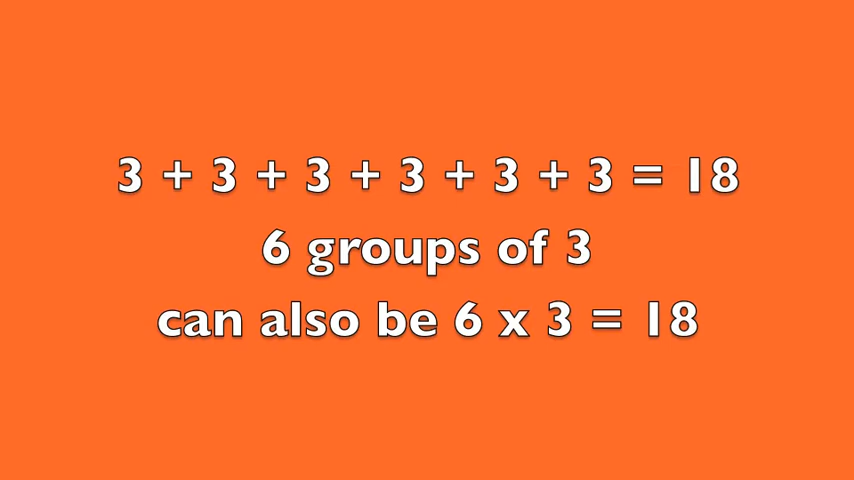 3 + 3 + 3 + 3 + 3 + 3 = 18
6 groups of 3
can also be 6 x 3 = 18